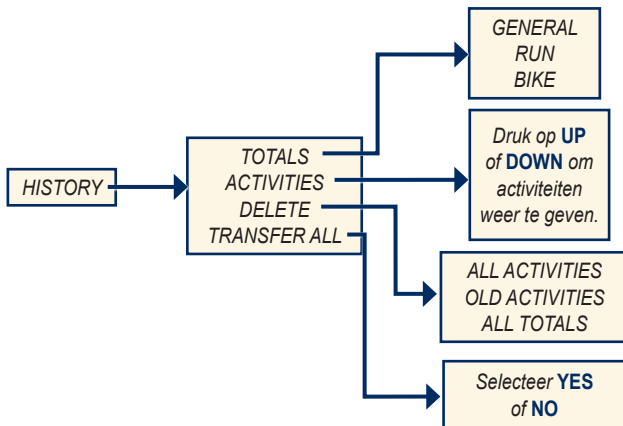 HISTORY
TOTALS
ACTIVITIES
DELETE
TRANSFER ALL
GENERAL
RUN
BIKE
Druk op UP
of DOWN om
activiteiten
weer te geven.
ALL ACTIVITIES
OLD ACTIVITIES
ALL TOTALS
Selecteer YES
of NO